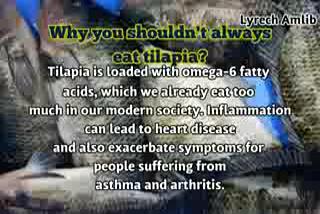 Lyrech Amlib
Why you shouldn't always
eat tilapia?
Tilapia is loaded with omega-6 fatty
acids, which we already eat too
much in our modern society. Inflammation
can lead to heart disease
and also exacerbate symptoms for
people suffering from
asthma and arthritis.